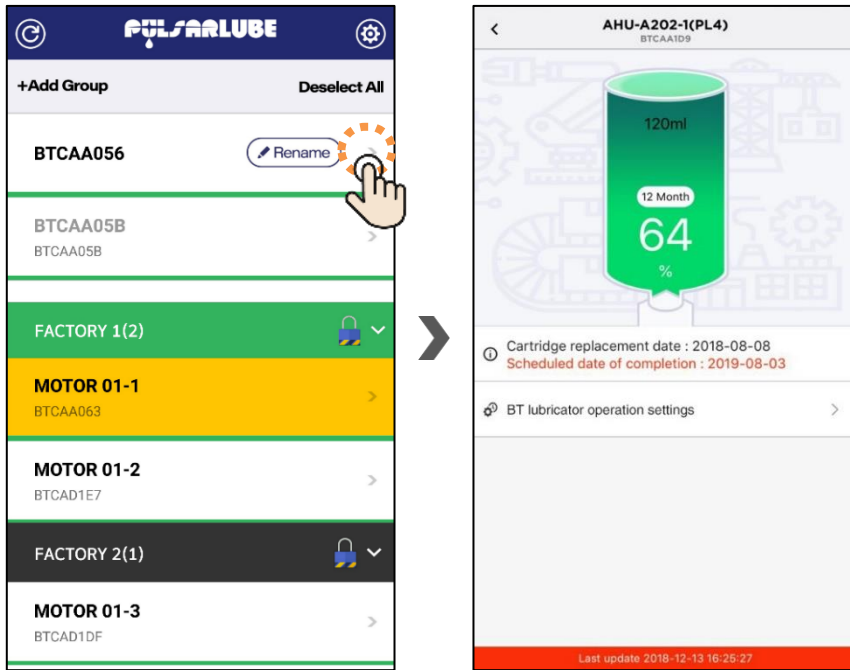 PULSARLUBE
+Add Group Deselect All
BTCAA056 Rename
BTCAA05B
BTCAA05B
FACTORY 1(2)
MOTOR 01-1
BTCAA063
MOTOR 01-2
BTCAD1E7
FACTORY 2(1)
MOTOR 01-3
BTCAD1DF
AHU-A202-1(PL4)
BTCAA1D9
120ml
12 Month
64
%
Cartridge replacement date : 2018-08-08
Scheduled date of completion : 2019-08-03
BT lubricator operation settings
Last update 2018-12-13 16:25:27